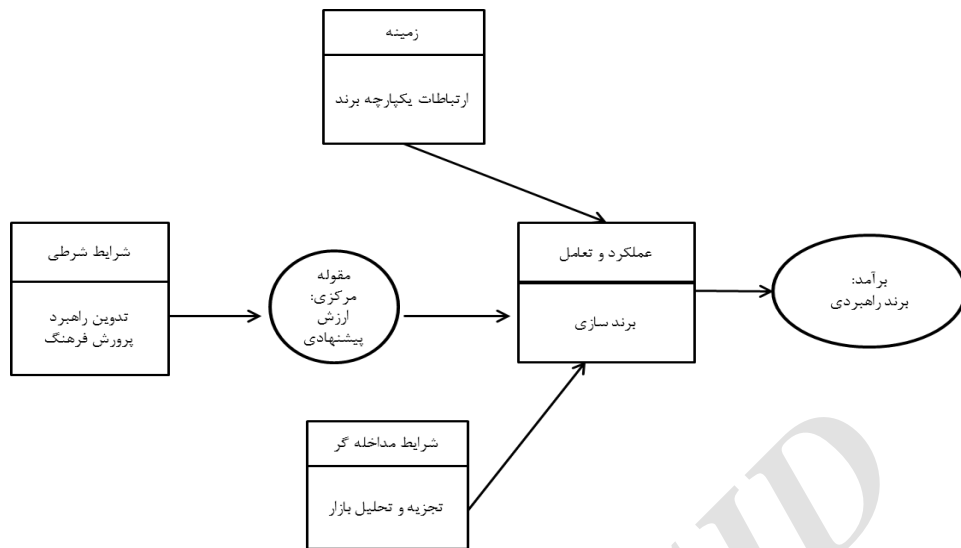 زمینه
ارتباطات یکپارچه برند
شرایط شرطی
تدوین راهبرد
پرورش فرهنگ
مقوله
مرکزی:
ارزش
پیشنهادی
عملکرد و تعامل
برند سازی
برآمد:
برند راهبردی
شرایط مداخله گر
تجزیه و تحلیل بازار